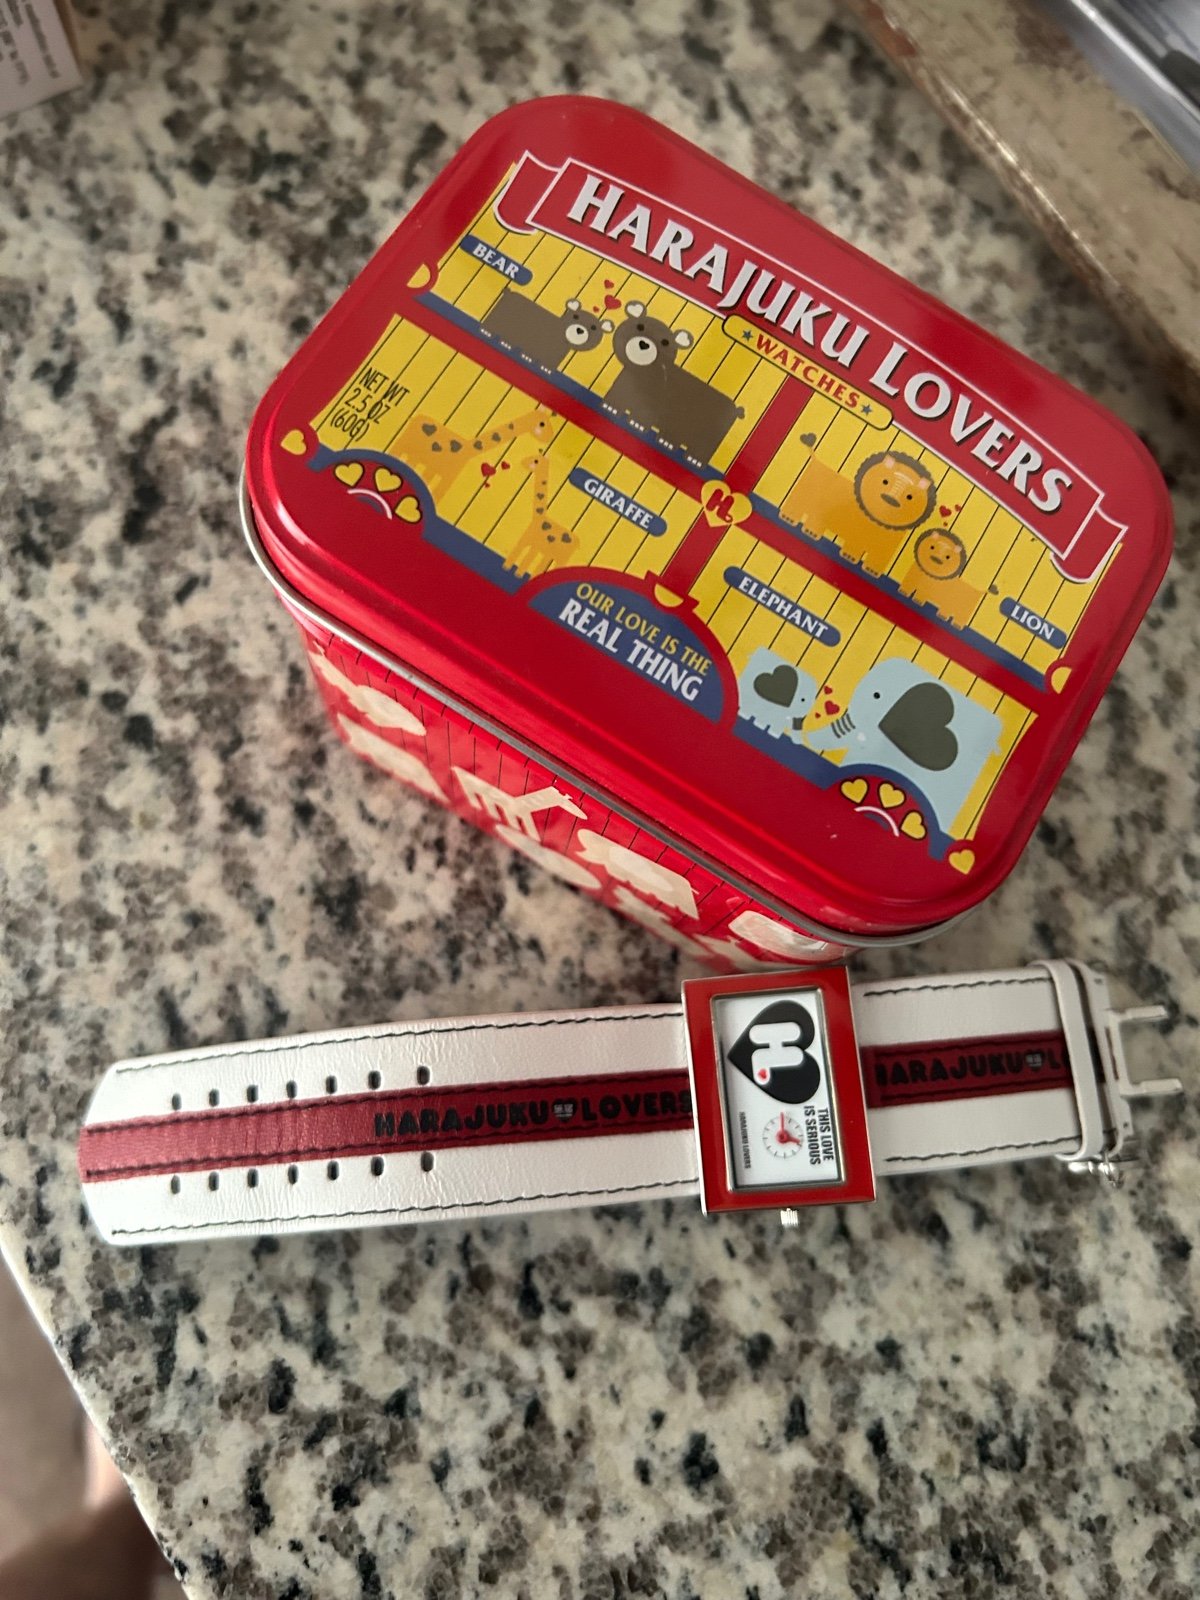 HARAJUKU LOVERS
★WATCHES★
BEAR
NET WT
2.5 OZ
(60G)
GIRAFFE
HL
LION
ELEPHANT
OUR LOVE IS THE
REAL THING
HARAJUKU LOVERS
HL
THIS LOVE
IS SERIOUS
HARAJUKU LOVERS
HARAJUKU LO